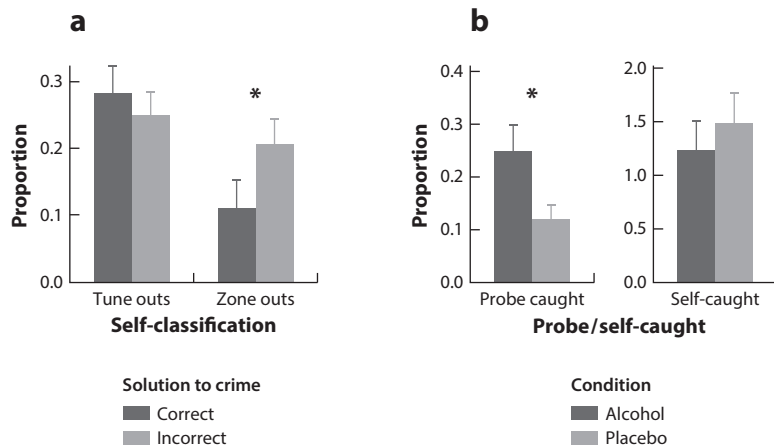 a
0.3
0.2
0.1
0.0
Proportion
*
Tune outs
Zone outs
Self-classification
Solution to crime
Correct
Incorrect
b
0.4
0.3
0.2
0.1
0.0
Proportion
*
Probe caught
2.0
1.5
1.0
0.5
0.0
Self-caught
Probe/self-caught
Condition
Alcohol
Placebo